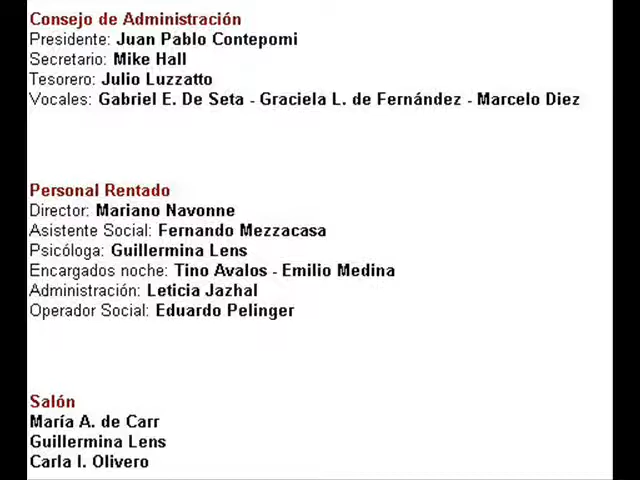 Consejo de Administración
Presidente: Juan Pablo Contepomi
Secretario: Mike Hall
Tesorero: Julio Luzzatto
Vocales: Gabriel E. De Seta - Graciela L. de Fernández - Marcelo Diez
Personal Rentado
Director: Mariano Navonne
Asistente Social: Fernando Mezzacasa
Psicóloga: Guillermina Lens
Encargados noche: Tino Avalos - Emilio Medina
Administración: Leticia Jazhal
Operador Social: Eduardo Pelinger
Salón
María A. de Carr
Guillermina Lens
Carla I. Olivero